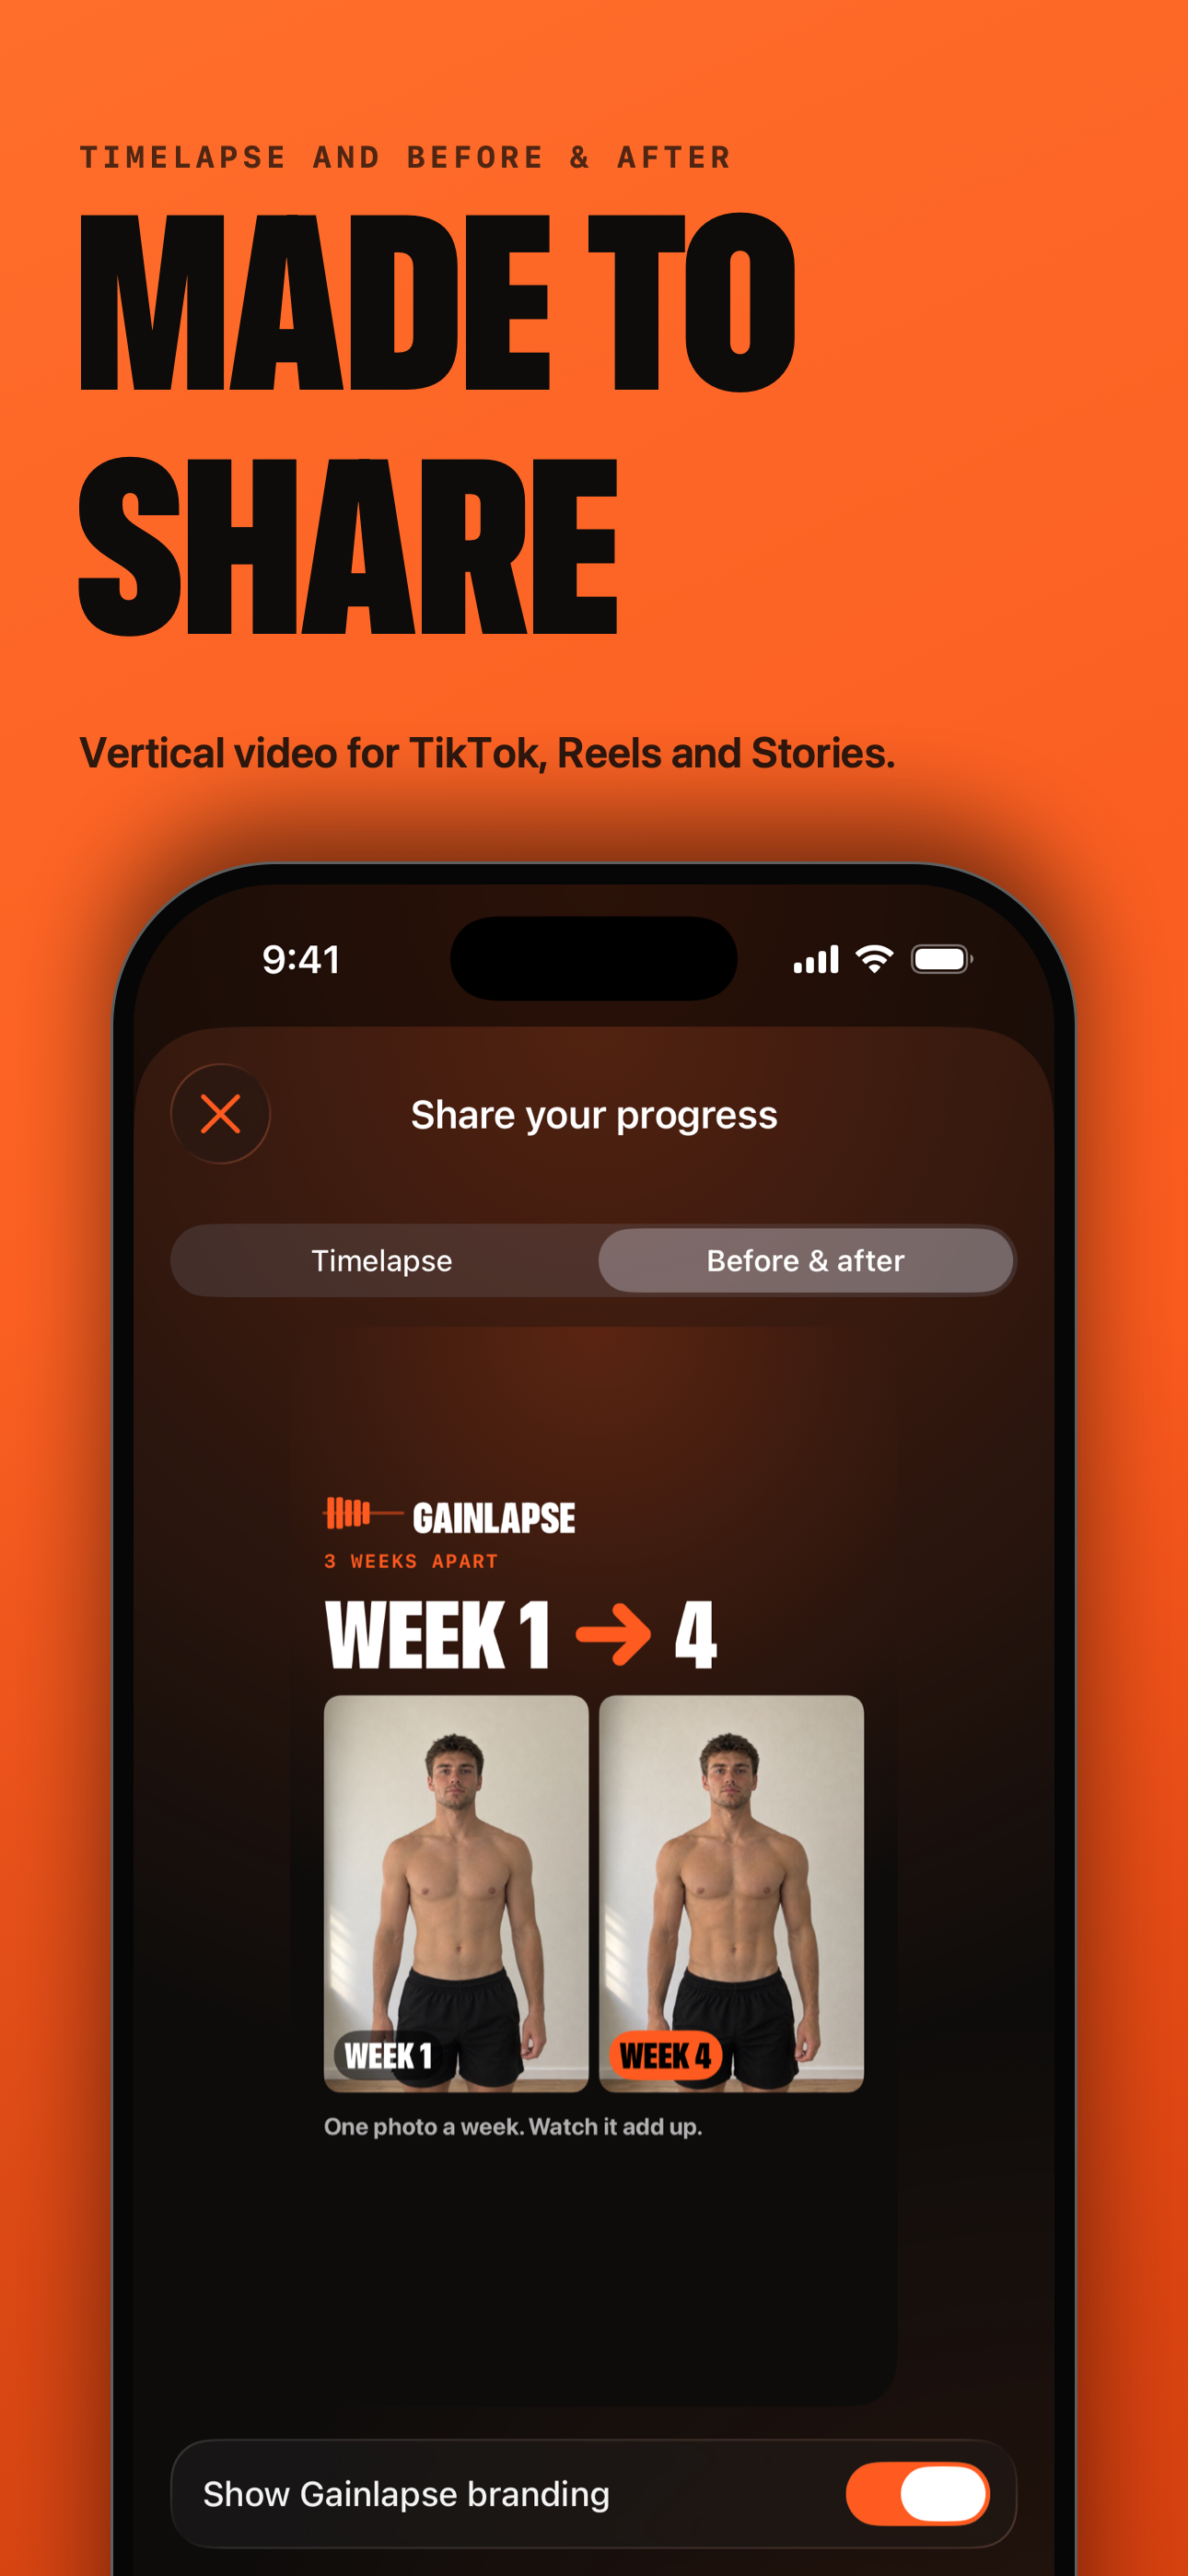 TIMELAPSE AND BEFORE & AFTER
MADE TO
SHARE
Vertical video for TikTok, Reels and Stories.
9:41
Share your progress
Timelapse
Before & after
GAINLAPSE
3 WEEKS APART
WEEK 1 → 4
WEEK 1
WEEK 4
One photo a week. Watch it add up.
Show Gainlapse branding